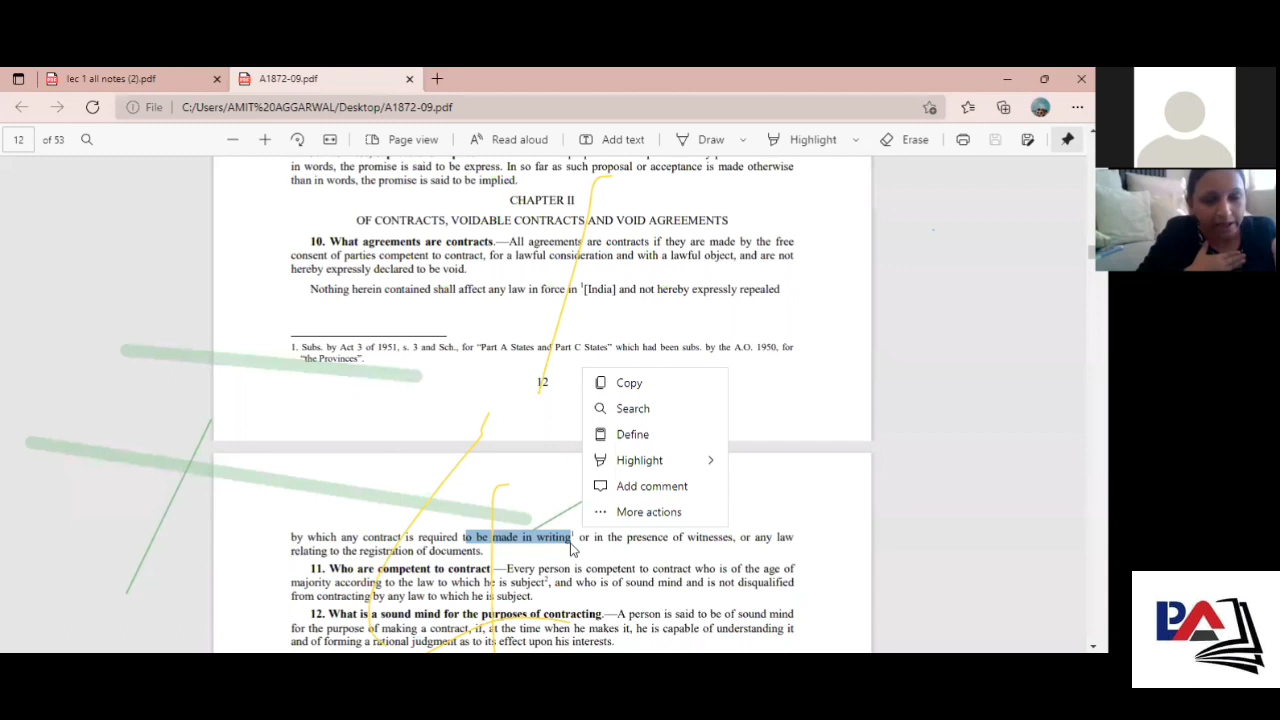 lec 1 all notes (2).pdf
A1872-09.pdf
File C:/Users/AMIT%20AGGARWAL/Desktop/A1872-09.pdf
12 of 53 Page view Read aloud Add text Draw Highlight Erase
in words, the promise is said to be express. In so far as such proposal or acceptance is made otherwise
than in words, the promise is said to be implied.
CHAPTER II
OF CONTRACTS, VOIDABLE CONTRACTS AND VOID AGREEMENTS
10. What agreements are contracts.—All agreements are contracts if they are made by the free
consent of parties competent to contract, for a lawful consideration and with a lawful object, and are not
hereby expressly declared to be void.
Nothing herein contained shall affect any law in force in 1[India] and not hereby expressly repealed
1. Subs. by Act 3 of 1951, s. 3 and Sch., for “Part A States and Part C States” which had been subs. by the A.O. 1950, for
“the Provinces”.
12
Copy
Search
Define
Highlight
Add comment
More actions
by which any contract is required to be made in writing1 or in the presence of witnesses, or any law
relating to the registration of documents.
11. Who are competent to contract.—Every person is competent to contract who is of the age of
majority according to the law to which he is subject2, and who is of sound mind and is not disqualified
from contracting by any law to which he is subject.
12. What is a sound mind for the purposes of contracting.—A person is said to be of sound mind
for the purpose of making a contract, if, at the time when he makes it, he is capable of understanding it
and of forming a rational judgment as to its effect upon his interests.